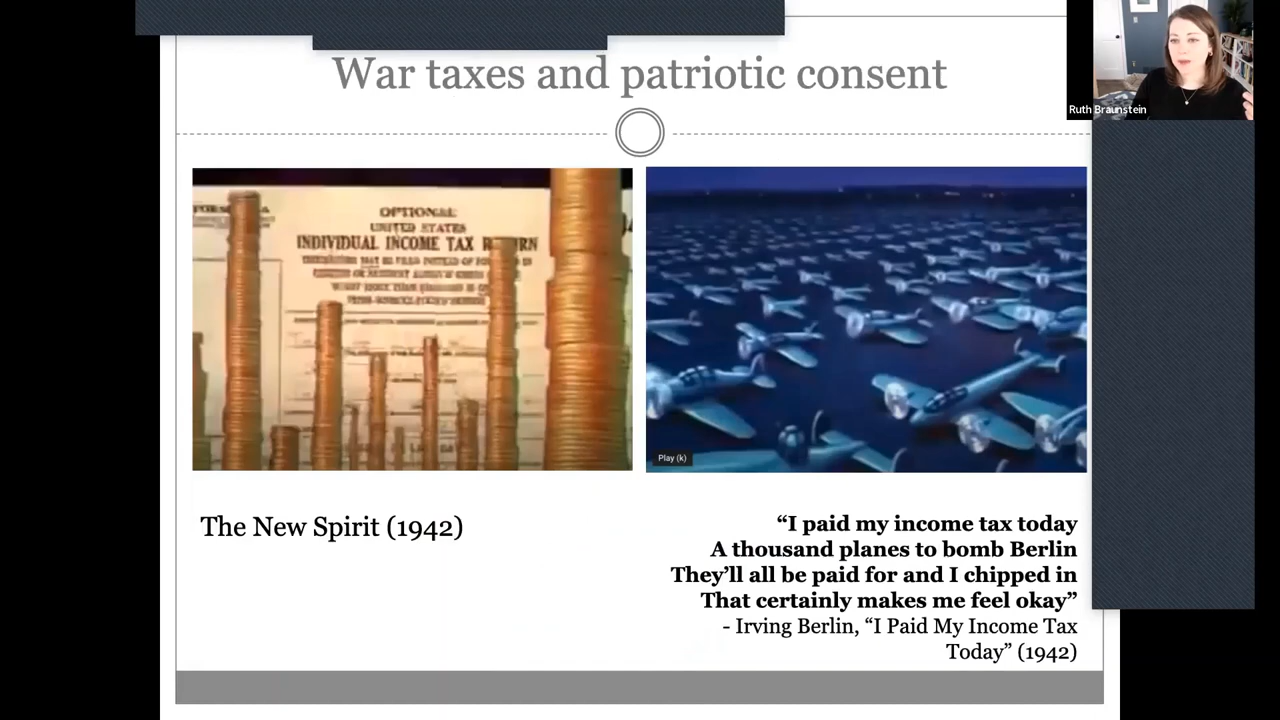 War taxes and patriotic consent
Ruth Braunstein
OPTIONAL
UNITED STATES
INDIVIDUAL INCOME TAX
Play (k)
The New Spirit (1942)
“I paid my income tax today
A thousand planes to bomb Berlin
They’ll all be paid for and I chipped in
That certainly makes me feel okay”
- Irving Berlin, “I Paid My Income Tax
Today” (1942)